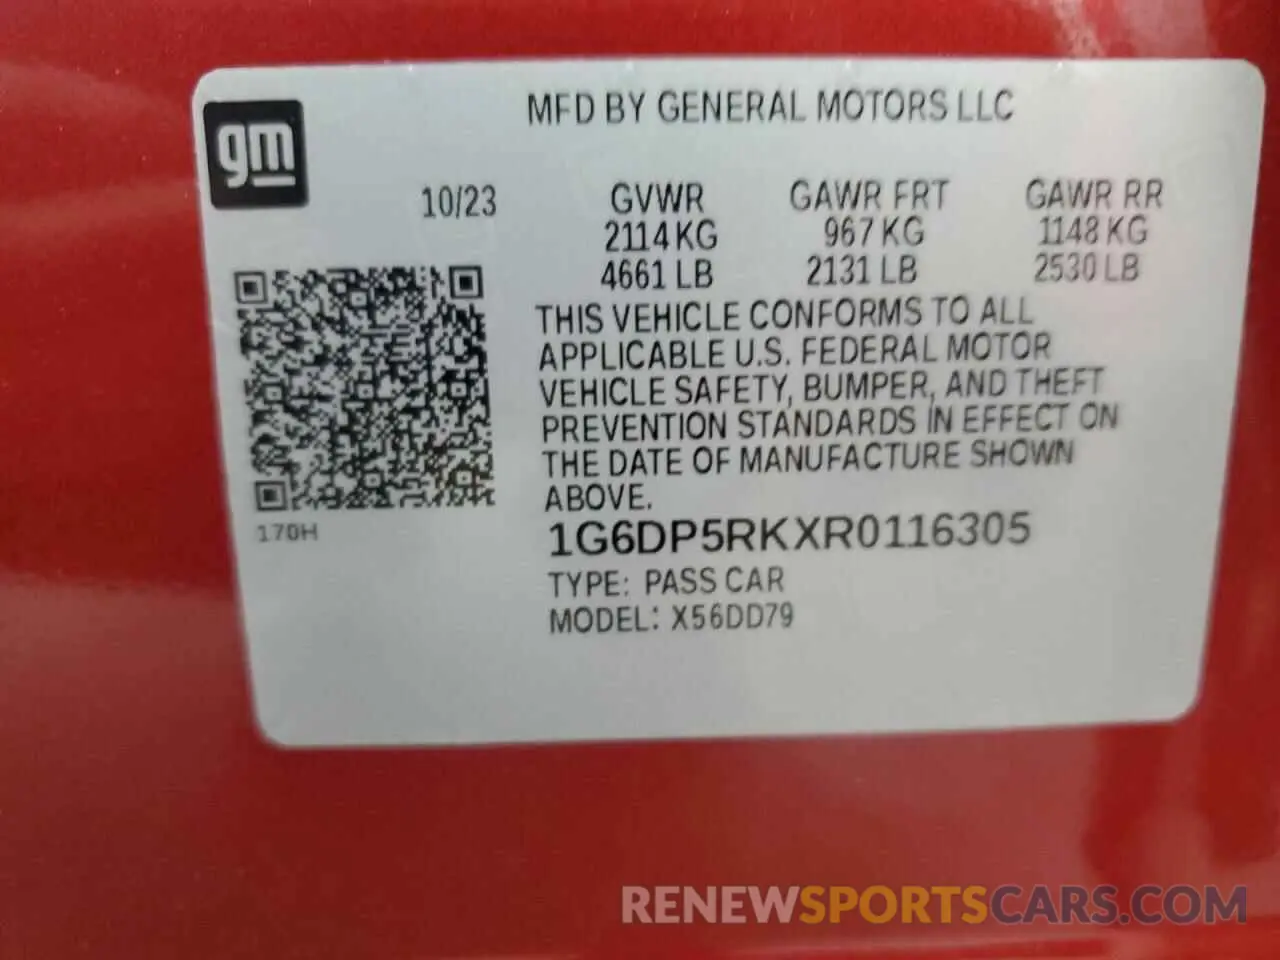 MFD BY GENERAL MOTORS LLC
gm
10/23
GVWR GAWR FRT GAWR RR
2114 KG 967 KG 1148 KG
4661 LB 2131 LB 2530 LB
THIS VEHICLE CONFORMS TO ALL
APPLICABLE U.S. FEDERAL MOTOR
VEHICLE SAFETY, BUMPER, AND THEFT
PREVENTION STANDARDS IN EFFECT ON
THE DATE OF MANUFACTURE SHOWN
ABOVE.
170H
1G6DP5RKXR0116305
TYPE: PASS CAR
MODEL: X56DD79
RENEWSPORTSCARS.COM